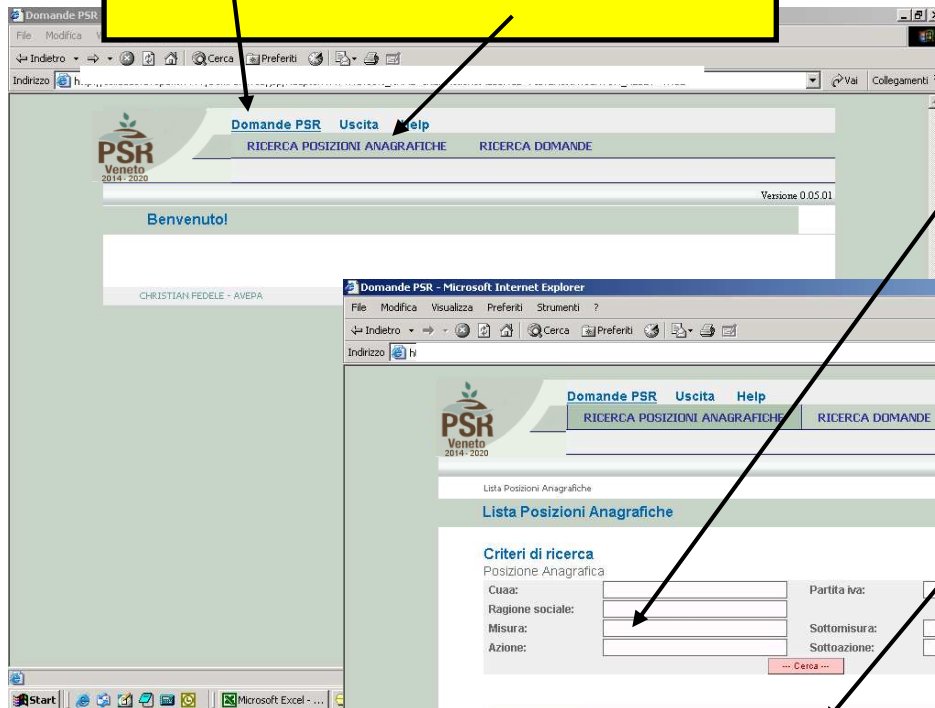 Domande PSR
File Modifica
Indietro Cerca Preferiti
Indirizzo Vai Collegamenti
Domande PSR Uscita Help
RICERCA POSIZIONI ANAGRAFICHE RICERCA DOMANDE
PSR
Veneto
2014-2020
Versione 0.05.01
Benvenuto!
CHRISTIAN FEDELE - AVEPA
Domande PSR - Microsoft Internet Explorer
File Modifica Visualizza Preferiti Strumenti ?
Indietro Cerca Preferiti
Indirizzo
Domande PSR Uscita Help
RICERCA POSIZIONI ANAGRAFICHE RICERCA DOMANDE
PSR
Veneto
2014-2020
Lista Posizioni Anagrafiche
Lista Posizioni Anagrafiche
Criteri di ricerca
Posizione Anagrafica
Cuaa: Partita iva:
Ragione sociale:
Misura: Sottomisura:
Azione: Sottoazione:
--- Cerca ---
Start Microsoft Excel - ...